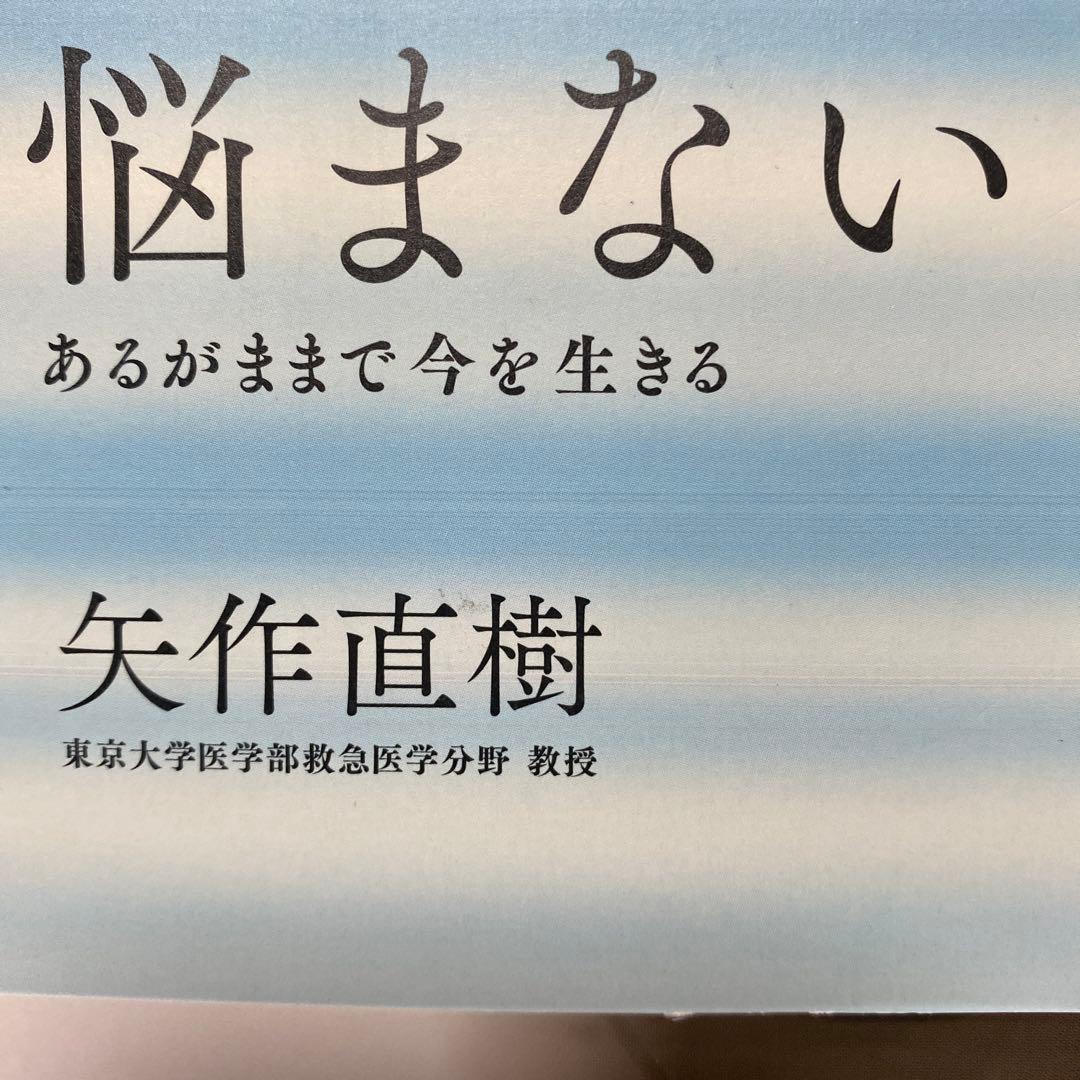 悩まない
あるがままで今を生きる
矢作直樹
東京大学医学部救急医学分野 教授